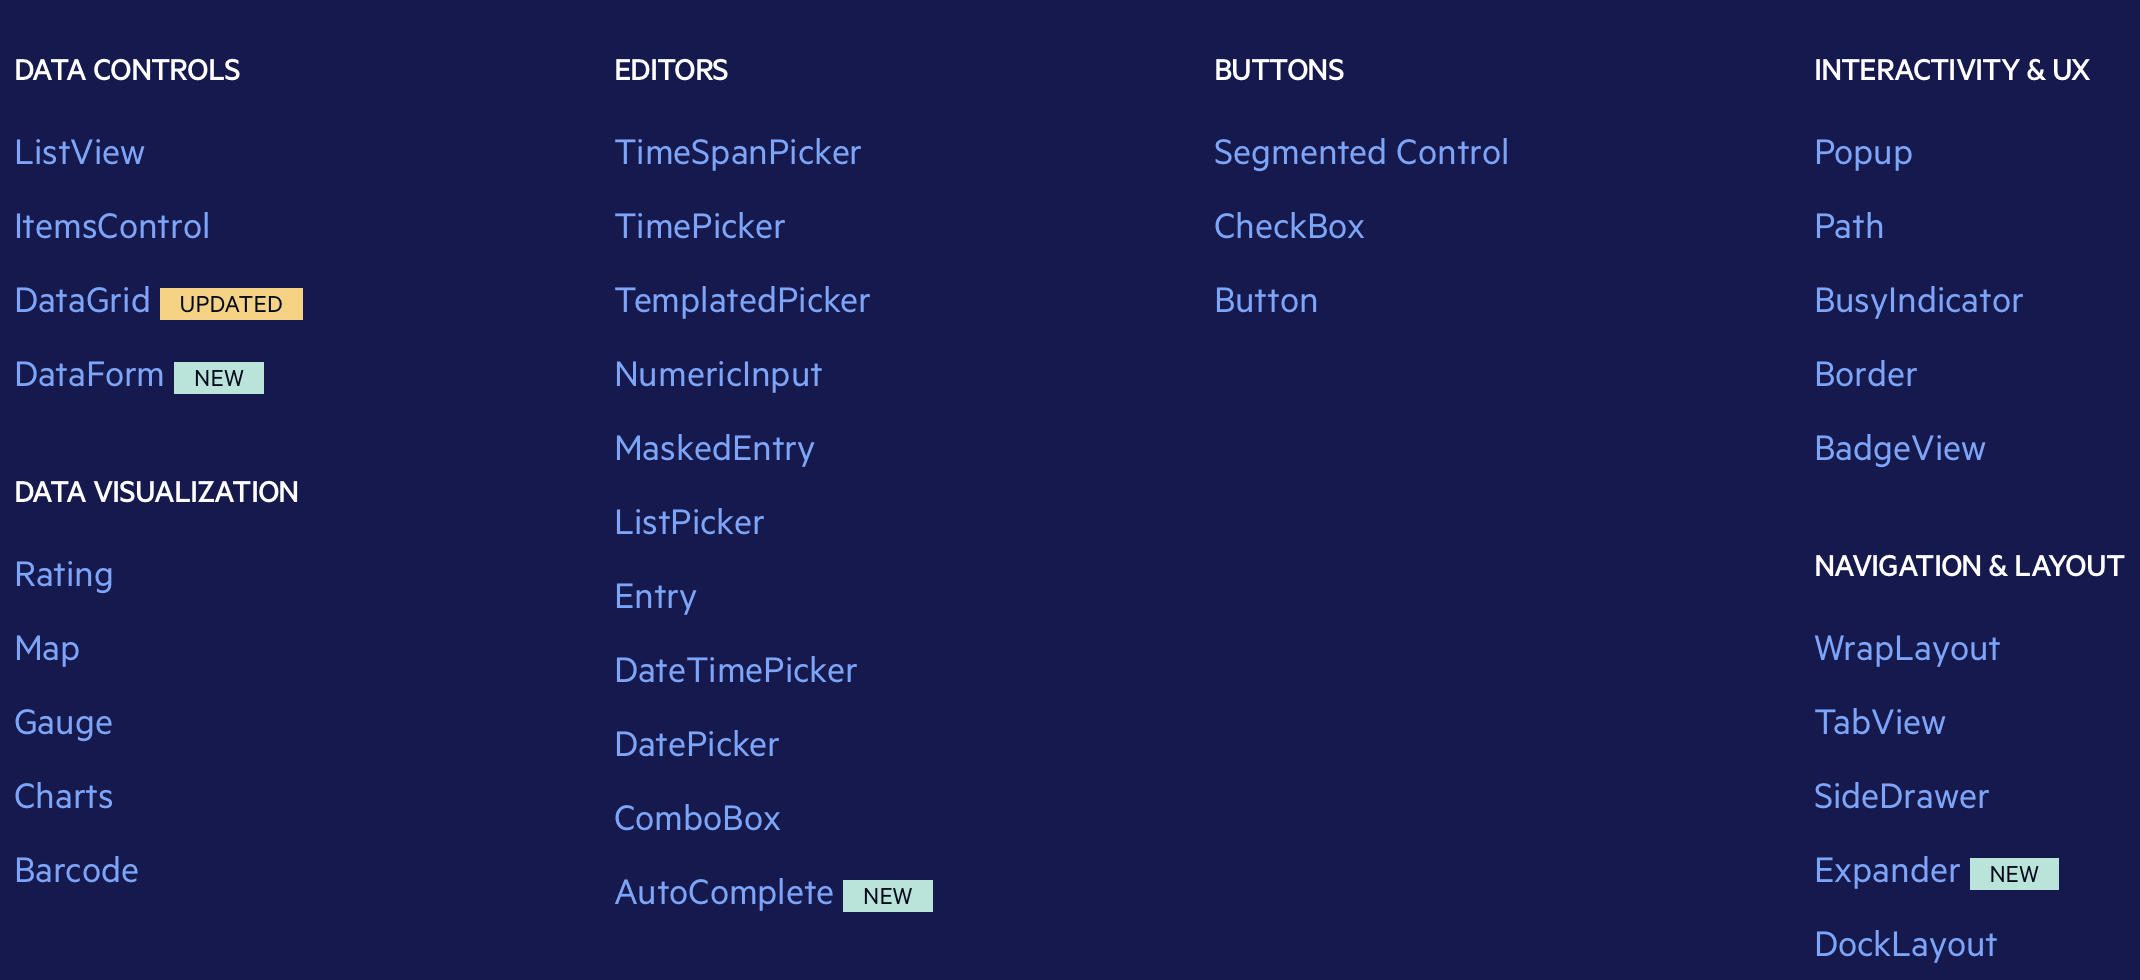 DATA CONTROLS
ListView
ItemsControl
DataGrid UPDATED
DataForm NEW
DATA VISUALIZATION
Rating
Map
Gauge
Charts
Barcode
EDITORS
TimeSpanPicker
TimePicker
TemplatedPicker
NumericInput
MaskedEntry
ListPicker
Entry
DateTimePicker
DatePicker
ComboBox
AutoComplete NEW
BUTTONS
Segmented Control
CheckBox
Button
INTERACTIVITY & UX
Popup
Path
BusyIndicator
Border
BadgeView
NAVIGATION & LAYOUT
WrapLayout
TabView
SideDrawer
Expander NEW
DockLayout